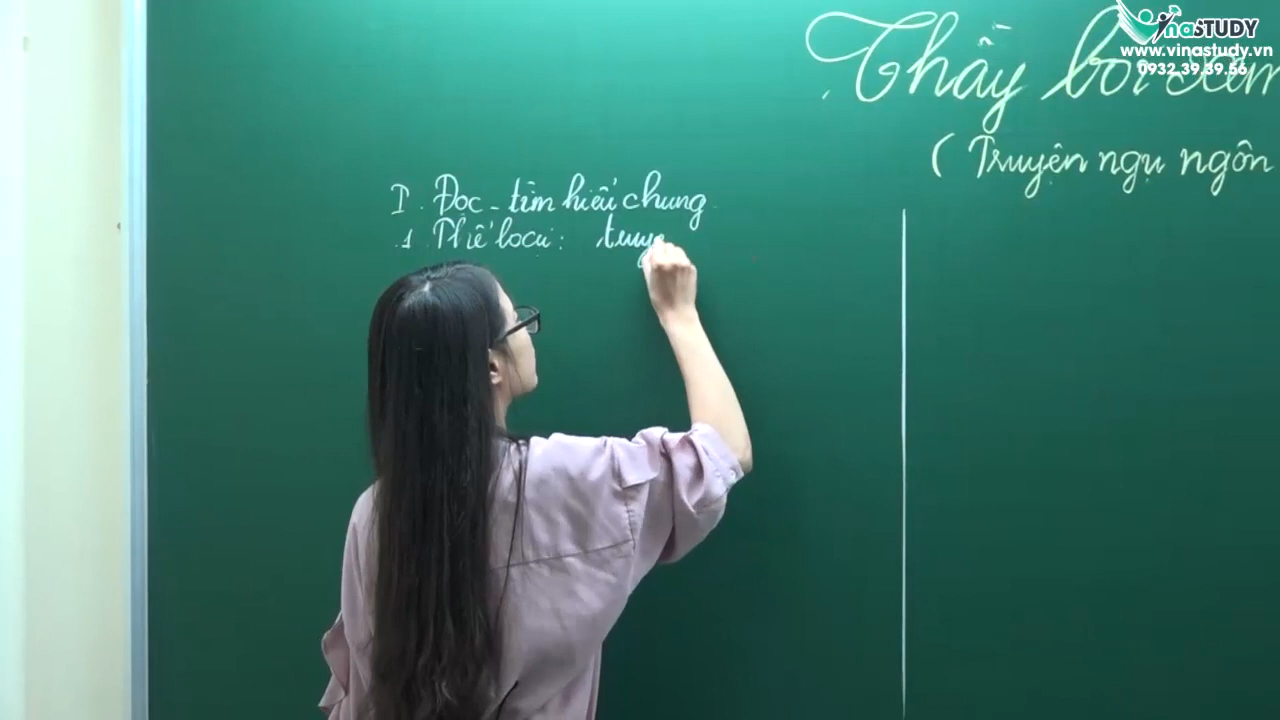 Thầy bói xem
(Truyện ngụ ngôn
I. Đọc - tìm hiểu chung
1. Thể loại: truyệ
VinaSTUDY
www.vinastudy.vn
0932.39.39.56